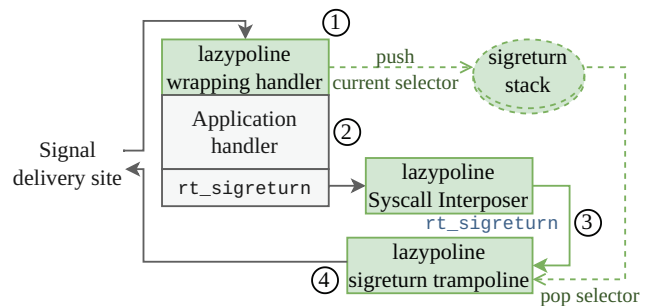 ①
lazypoline
wrapping handler
push
current selector
sigreturn
stack
Application
handler
②
Signal
delivery site
rt_sigreturn
lazypoline
Syscall Interposer
rt_sigreturn
③
lazypoline
sigreturn trampoline
④
pop selector